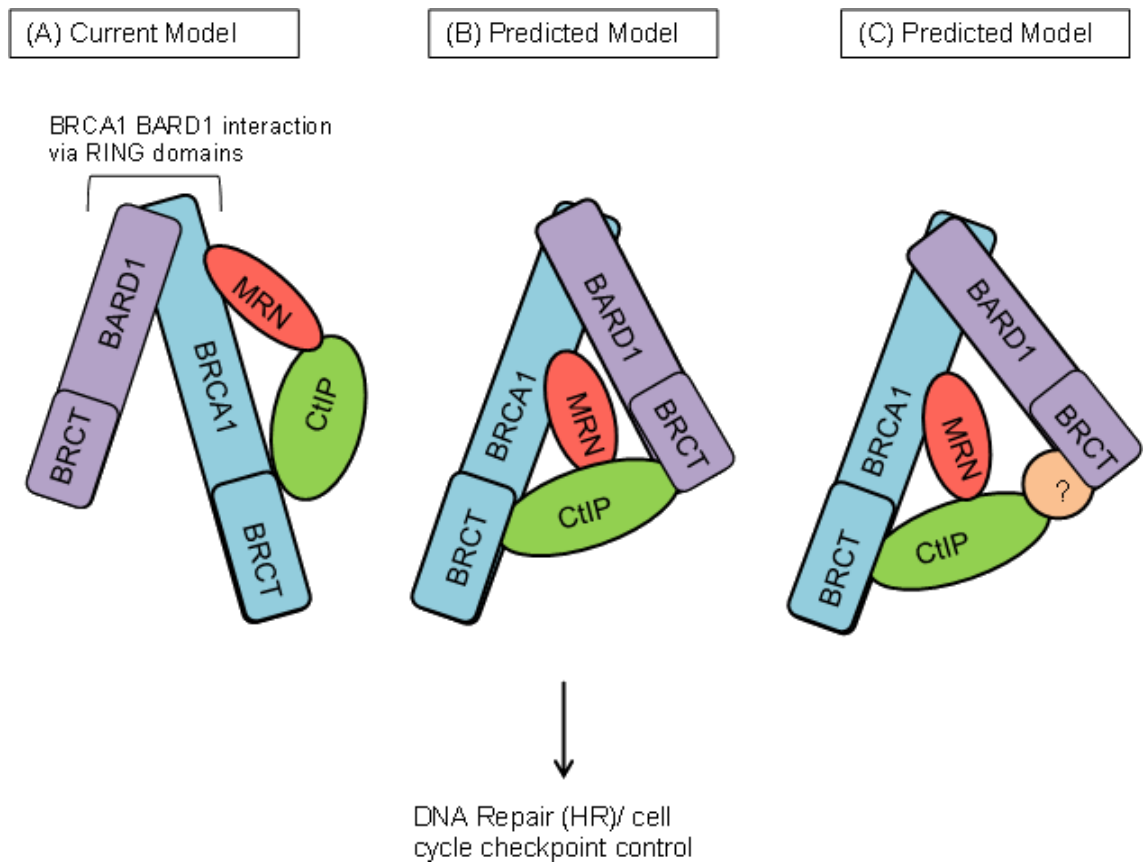 (A) Current Model
(B) Predicted Model
(C) Predicted Model
BRCA1 BARD1 interaction
via RING domains
BARD1
BRCT
BRCA1
BRCT
MRN
CtIP
BRCA1
BRCT
BARD1
BRCT
MRN
CtIP
BRCA1
BRCT
BARD1
BRCT
MRN
CtIP
?
DNA Repair (HR)/ cell
cycle checkpoint control